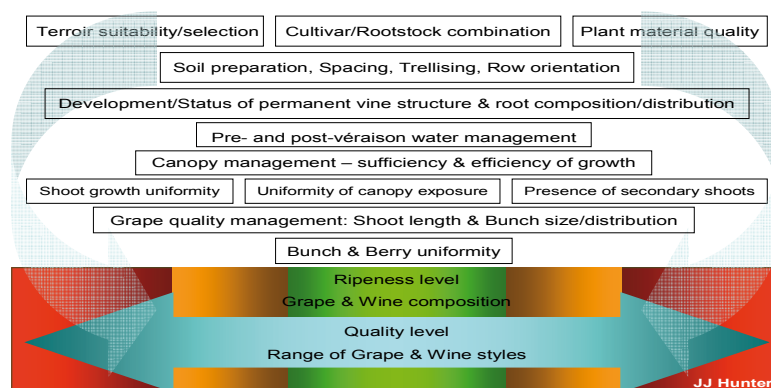 Terroir suitability/selection
Cultivar/Rootstock combination
Plant material quality
Soil preparation, Spacing, Trellising, Row orientation
Development/Status of permanent vine structure & root composition/distribution
Pre- and post-véraison water management
Canopy management – sufficiency & efficiency of growth
Shoot growth uniformity
Uniformity of canopy exposure
Presence of secondary shoots
Grape quality management: Shoot length & Bunch size/distribution
Bunch & Berry uniformity
Ripeness level
Grape & Wine composition
Quality level
Range of Grape & Wine styles
JJ Hunter